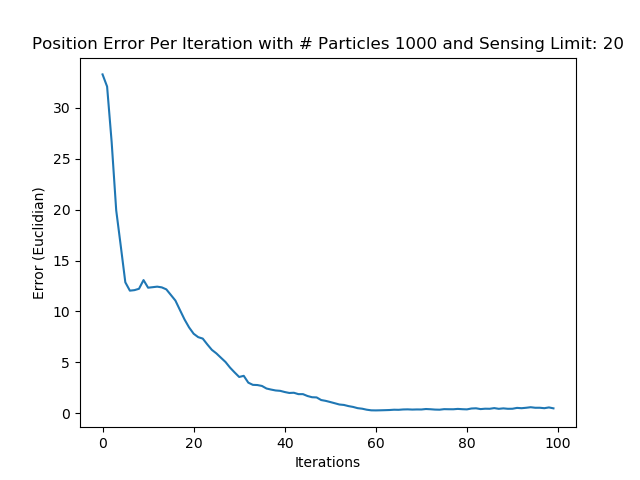 Position Error Per Iteration with # Particles 1000 and Sensing Limit: 20
Error (Euclidian)
30
25
20
15
10
5
0
0 20 40 60 80 100
Iterations